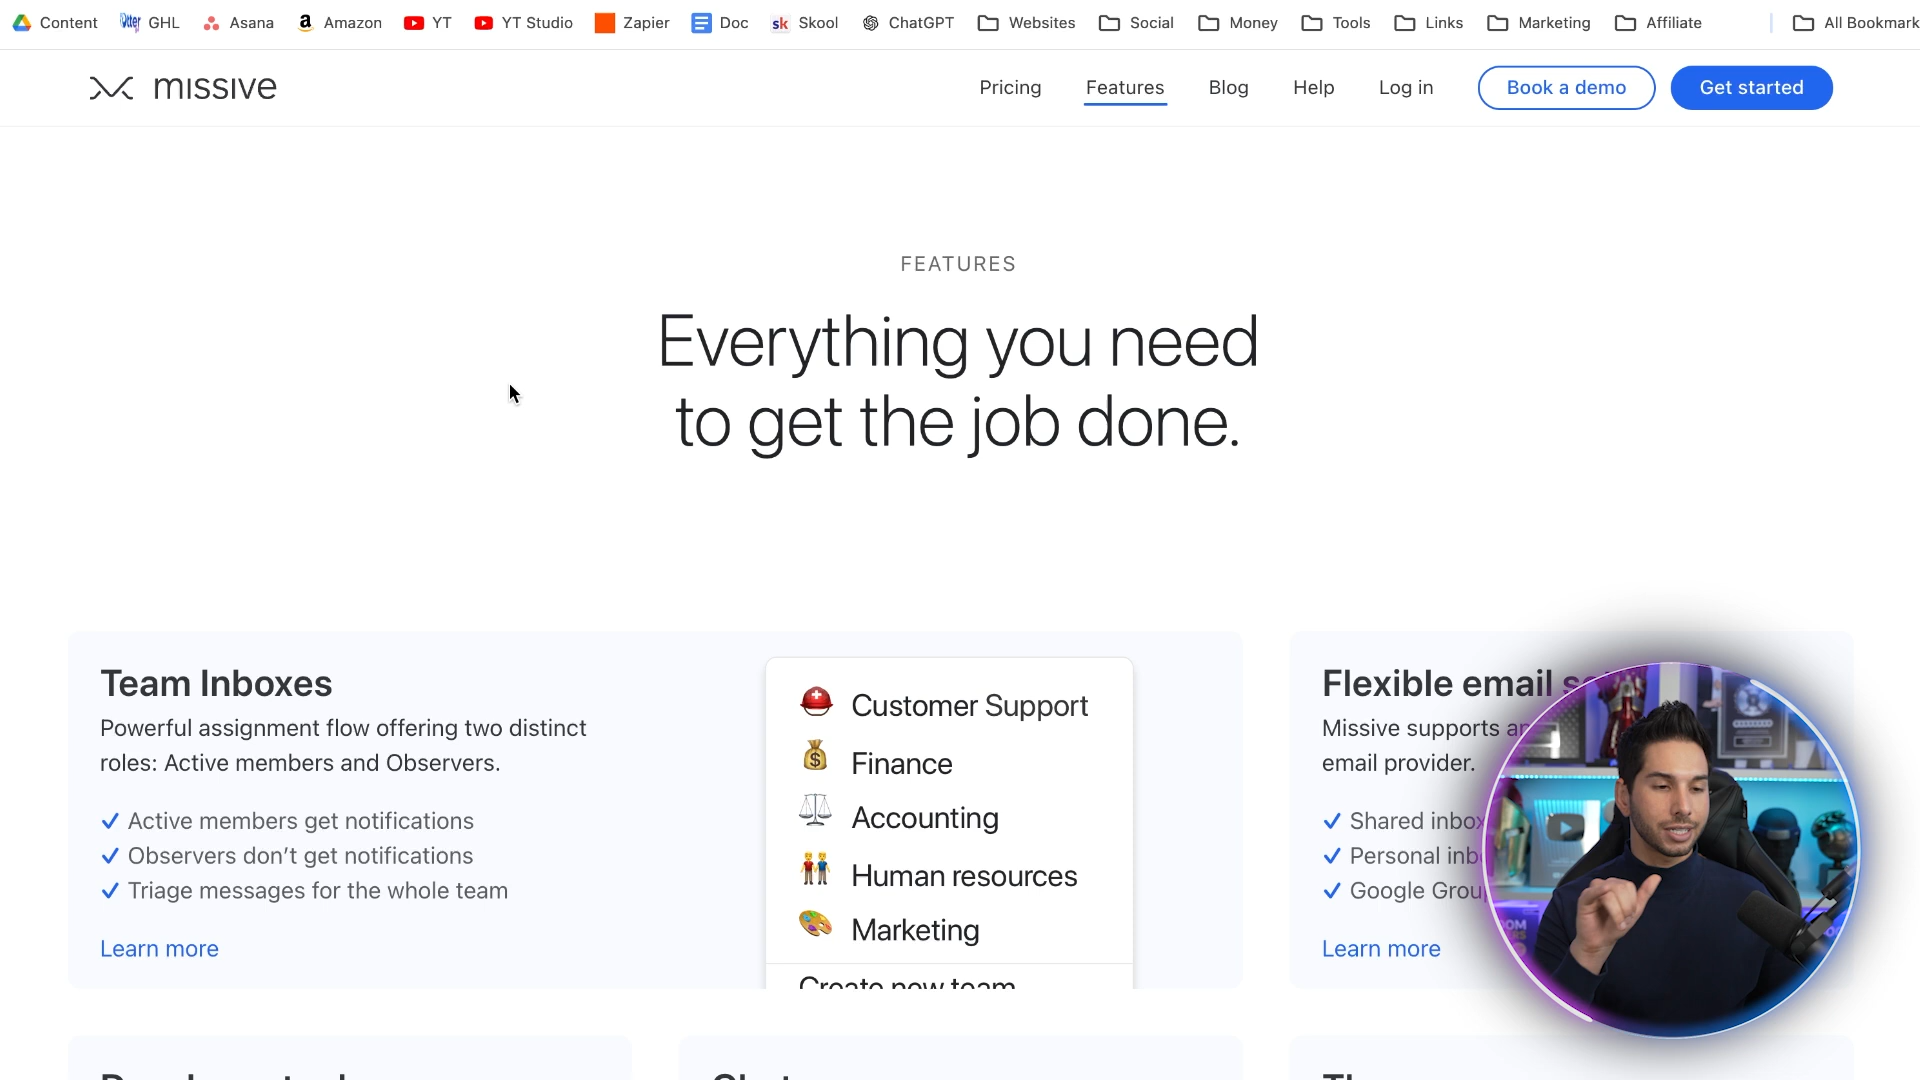 Content GHL Asana Amazon YT YT Studio Zapier Doc sk Skool ChatGPT Websites Social Money Tools Links Marketing Affiliate All Bookmark
missive Pricing Features Blog Help Log in Book a demo Get started
FEATURES
Everything you need
to get the job done.
Team Inboxes
Powerful assignment flow offering two distinct
roles: Active members and Observers.
✓ Active members get notifications
✓ Observers don’t get notifications
✓ Triage messages for the whole team
Learn more
Customer Support
Finance
Accounting
Human resources
Marketing
Create new team
Flexible email
Missive supports
email provider.
✓ Shared
✓ Personal
✓ Google
Learn more